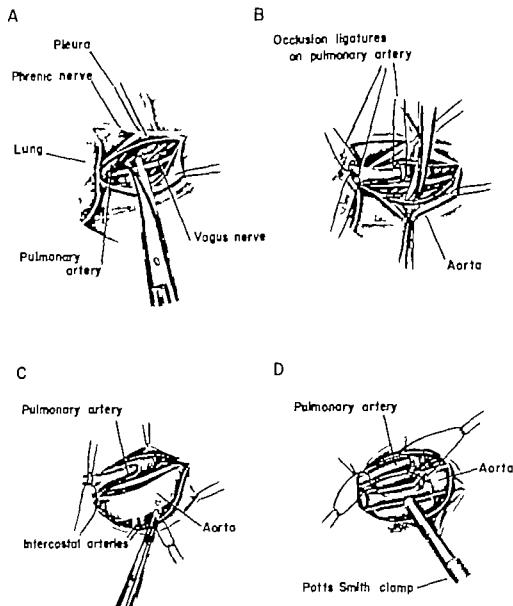 A
Pleura
Phrenic nerve
Lung
Pulmonary
artery
Vagus nerve
B
Occlusion ligatures
on pulmonary artery
Aorta
C
Pulmonary artery
Aorta
Intercostal arteries
D
Pulmonary artery
Aorta
Potts Smith clamp